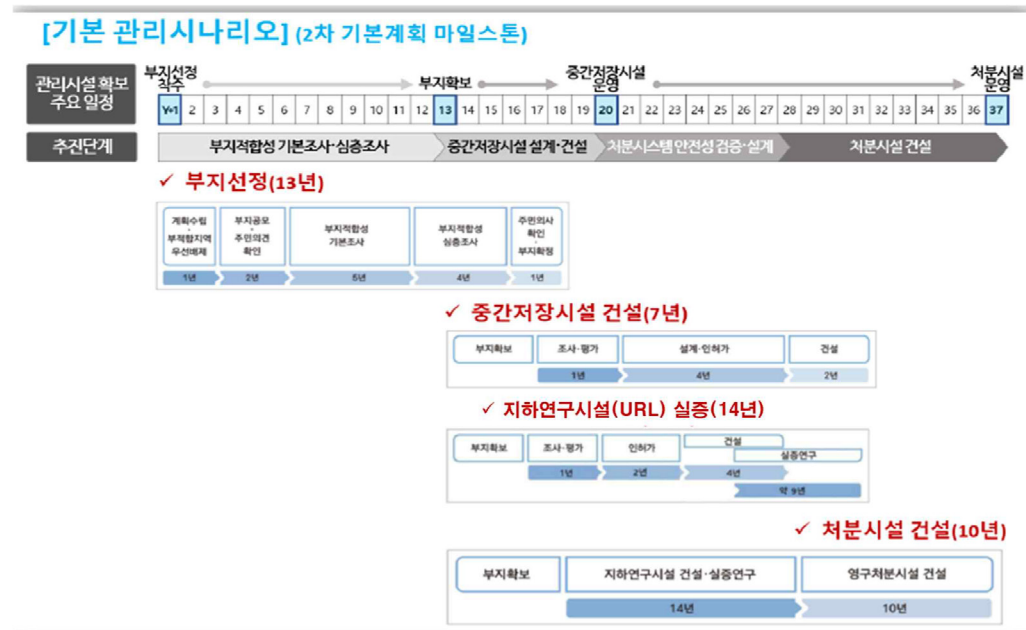 [기본 관리시나리오] (2차 기본계획 마일스톤)
관리시설 확보
주요 일정
부지선정
착수
부지확보
중간저장시설
운영
처분시설
운영
Y=1 2 3 4 5 6 7 8 9 10 11 12 13 14 15 16 17 18 19 20 21 22 23 24 25 26 27 28 29 30 31 32 33 34 35 36 37
추진단계
부지적합성 기본조사·심층조사
중간저장시설 설계·건설
처분시스템 안전성 검증·설계
처분시설 건설
✓ 부지선정(13년)
계획수립
·
부적합지역
우선배제
부지공모
·
주민의견
확인
부지적합성
기본조사
부지적합성
심층조사
주민의사
확인
·
부지확정
1년 2년 5년 4년 1년
✓ 중간저장시설 건설(7년)
부지확보 조사·평가 설계·인허가 건설
1년 4년 2년
✓ 지하연구시설(URL) 실증(14년)
부지확보 조사·평가 인허가 건설
실증연구
1년 2년 4년
약 9년
✓ 처분시설 건설(10년)
부지확보 지하연구시설 건설·실증연구 영구처분시설 건설
14년 10년